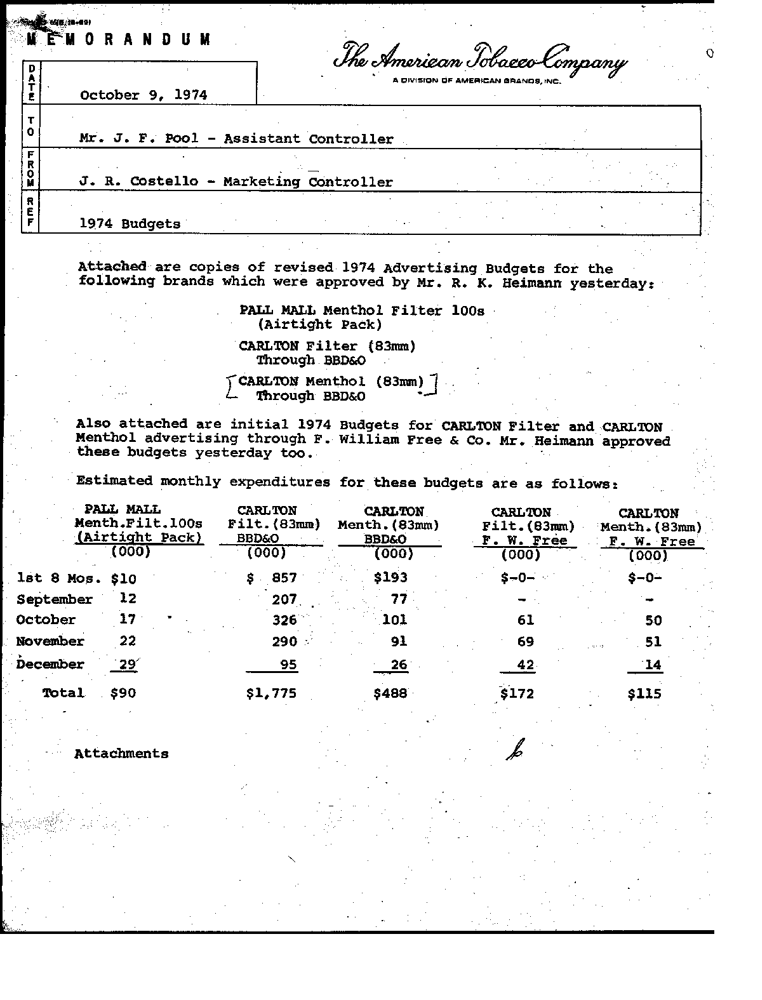 MEMORANDUM
The American Tobacco Company
A DIVISION OF AMERICAN BRANDS, INC.
DATE
October 9, 1974
TO
Mr. J. F. Pool - Assistant Controller
FROM
J. R. Costello - Marketing Controller
REF
1974 Budgets
Attached are copies of revised 1974 Advertising Budgets for the
following brands which were approved by Mr. R. K. Heimann yesterday:
PALL MALL Menthol Filter 100s
(Airtight Pack)
CARLTON Filter (83mm)
Through BBD&O
[CARLTON Menthol (83mm)
Through BBD&O]
Also attached are initial 1974 Budgets for CARLTON Filter and CARLTON
Menthol advertising through F. William Free & Co. Mr. Heimann approved
these budgets yesterday too.
Estimated monthly expenditures for these budgets are as follows:
PALL MALL CARLTON CARLTON CARLTON CARLTON
Menth.Filt.100s Filt.(83mm) Menth.(83mm) Filt.(83mm) Menth.(83mm)
(Airtight Pack) BBD&O BBD&O F. W. Free F. W. Free
(000) (000) (000) (000) (000)
1st 8 Mos. $10 $ 857 $193 $-0- $-0-
September 12 207 77 - -
October 17 326 101 61 50
November 22 290 91 69 51
December 29 95 26 42 14
Total $90 $1,775 $488 $172 $115
Attachments